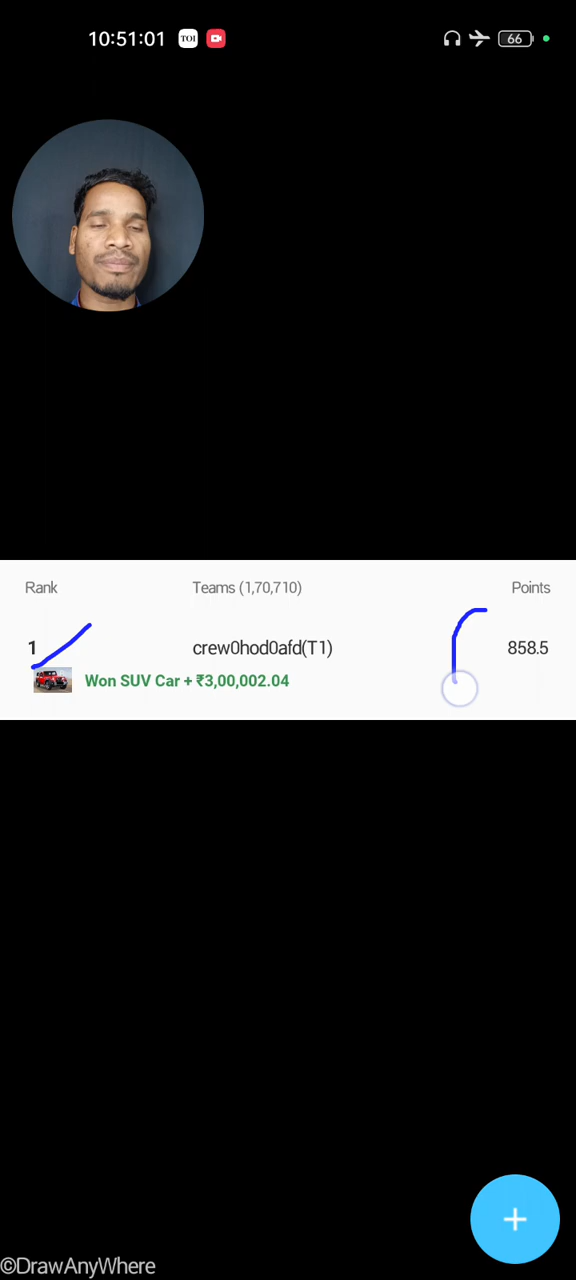 10:51:01 TOI 66
Rank Teams (1,70,710) Points
1 crew0hod0afd(T1) 858.5
Won SUV Car + ₹3,00,002.04
+
©DrawAnyWhere